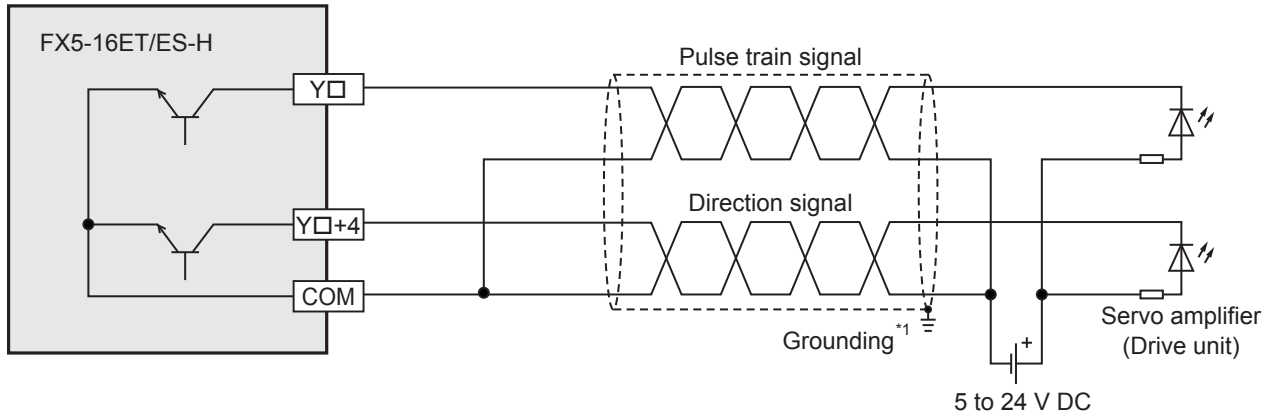 FX5-16ET/ES-H
Pulse train signal
Y□
Direction signal
Y□+4
COM
Grounding*1
+
Servo amplifier
(Drive unit)
5 to 24 V DC